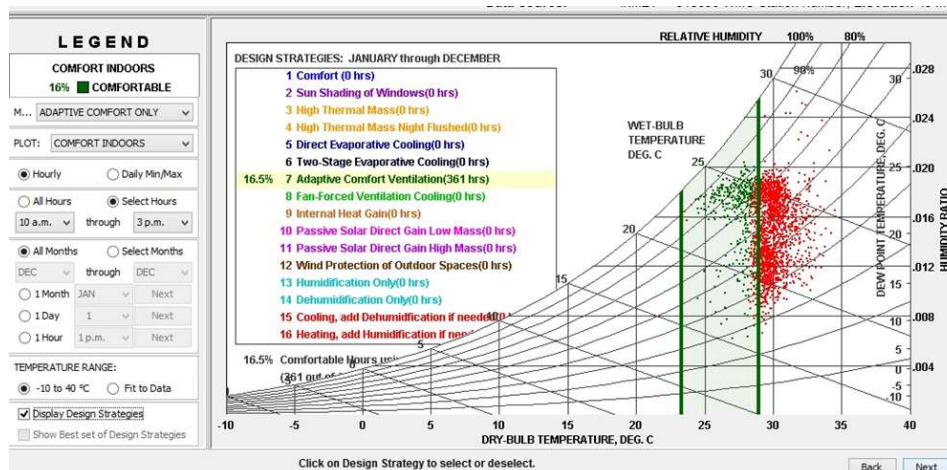 LEGEND
COMFORT INDOORS
16% COMFORTABLE
M... ADAPTIVE COMFORT ONLY
PLOT: COMFORT INDOORS
Hourly Daily Min/Max
All Hours Select Hours
10 a.m. through 3 p.m.
All Months Select Months
DEC through DEC
1 Month JAN Next
1 Day 1 Next
1 Hour 1 p.m. Next
TEMPERATURE RANGE:
-10 to 40 ºC Fit to Data
Display Design Strategies
Show Best set of Design Strategies
RELATIVE HUMIDITY 100% 80%
90%
DESIGN STRATEGIES: JANUARY through DECEMBER
1 Comfort (0 hrs)
2 Sun Shading of Windows(0 hrs)
3 High Thermal Mass(0 hrs)
4 High Thermal Mass Night Flushed(0 hrs)
5 Direct Evaporative Cooling(0 hrs)
6 Two-Stage Evaporative Cooling(0 hrs)
16.5% 7 Adaptive Comfort Ventilation(361 hrs)
8 Fan-Forced Ventilation Cooling(0 hrs)
9 Internal Heat Gain(0 hrs)
10 Passive Solar Direct Gain Low Mass(0 hrs)
11 Passive Solar Direct Gain High Mass(0 hrs)
12 Wind Protection of Outdoor Spaces(0 hrs)
13 Humidification Only(0 hrs)
14 Dehumidification Only(0 hrs)
15 Cooling, add Dehumidification if needed(0
16 Heating, add Humidification if
16.5% Comfortable Hours
(361 out of
WET-BULB
TEMPERATURE
DEG. C
0
5
10
15
20
25
30
DEW POINT TEMPERATURE, DEG. C
30
20
15
10
5
0
-5
-10
HUMIDITY RATIO
.028
.024
.020
.016
.012
.008
.004
-10 -5 0 5 10 15 20 25 30 35 40
DRY-BULB TEMPERATURE, DEG. C
Click on Design Strategy to select or deselect.
Back Next